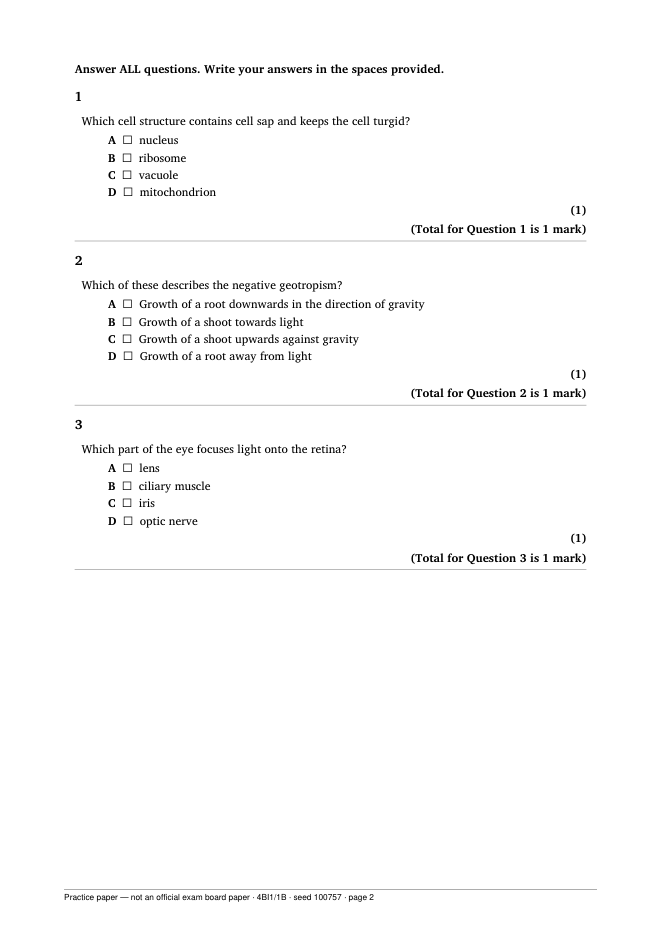 Answer ALL questions. Write your answers in the spaces provided.
1
Which cell structure contains cell sap and keeps the cell turgid?
A ☐ nucleus
B ☐ ribosome
C ☐ vacuole
D ☐ mitochondrion
(1)
(Total for Question 1 is 1 mark)
2
Which of these describes the negative geotropism?
A ☐ Growth of a root downwards in the direction of gravity
B ☐ Growth of a shoot towards light
C ☐ Growth of a shoot upwards against gravity
D ☐ Growth of a root away from light
(1)
(Total for Question 2 is 1 mark)
3
Which part of the eye focuses light onto the retina?
A ☐ lens
B ☐ ciliary muscle
C ☐ iris
D ☐ optic nerve
(1)
(Total for Question 3 is 1 mark)
Practice paper — not an official exam board paper · 4BI1/1B · seed 100757 · page 2